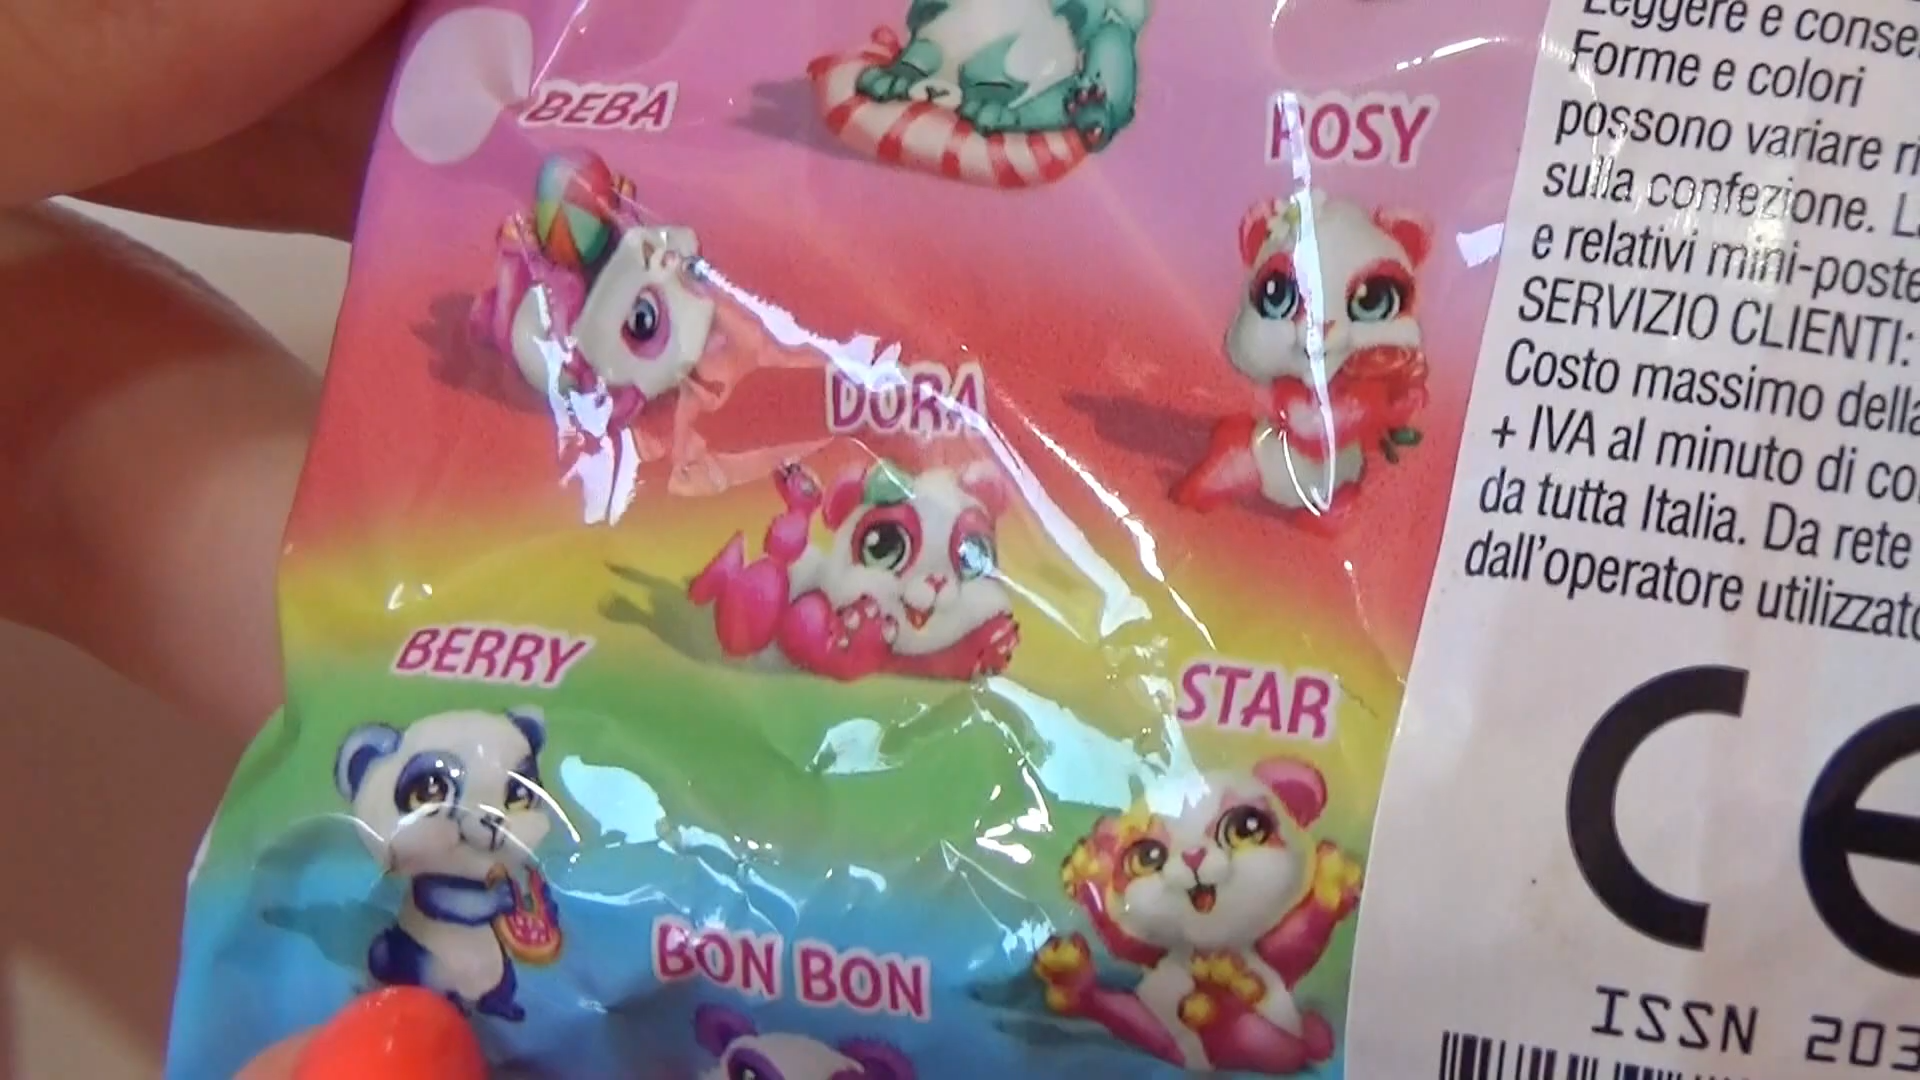 BEBA
ROSY
DORA
BERRY
STAR
BON BON
Leggere e conse
Forme e colori
possono variare
sulla confezione.
e relativi mini-poste
SERVIZIO CLIENTI:
Costo massimo della
+ IVA al minuto di co
da tutta Italia. Da rete
dall'operatore utilizzato
CE
ISSN 203